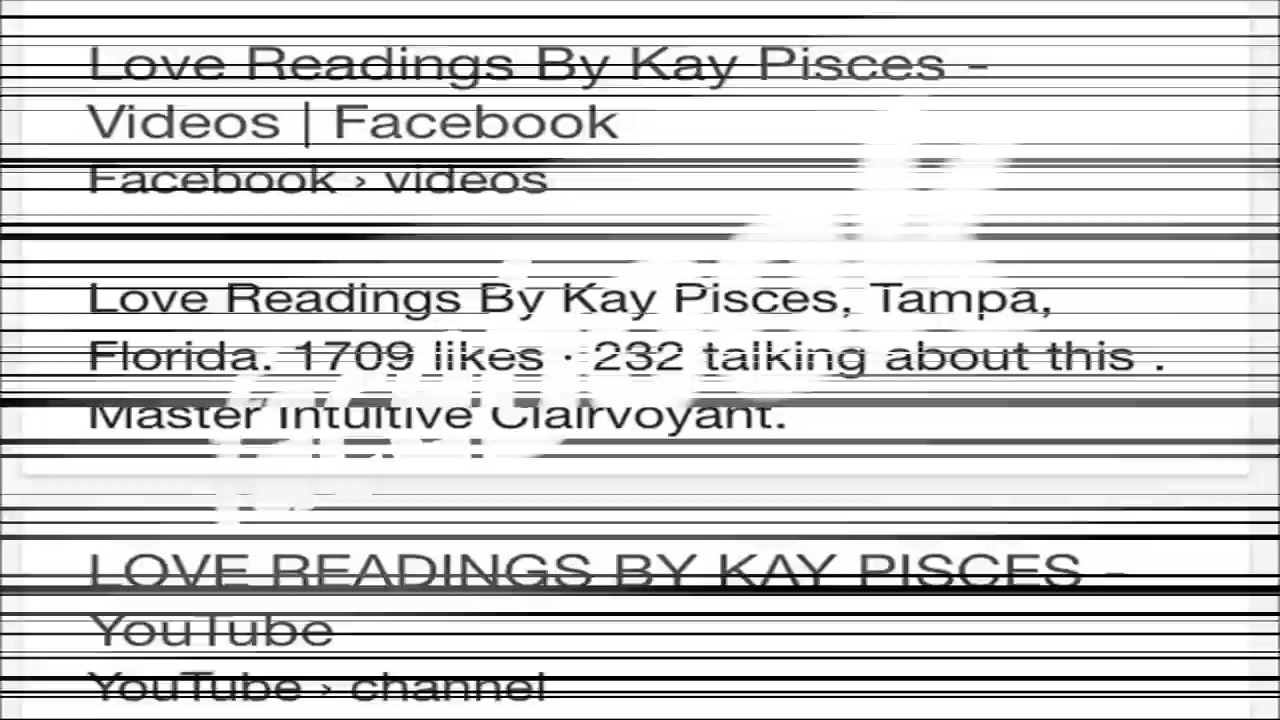 Love Readings By Kay Pisces -
Videos | Facebook
Facebook › videos
Love Readings By Kay Pisces, Tampa,
Florida. 1709 likes · 232 talking about this .
Master Intuitive Clairvoyant.
LOVE READINGS BY KAY PISCES -
YouTube
YouTube › channel